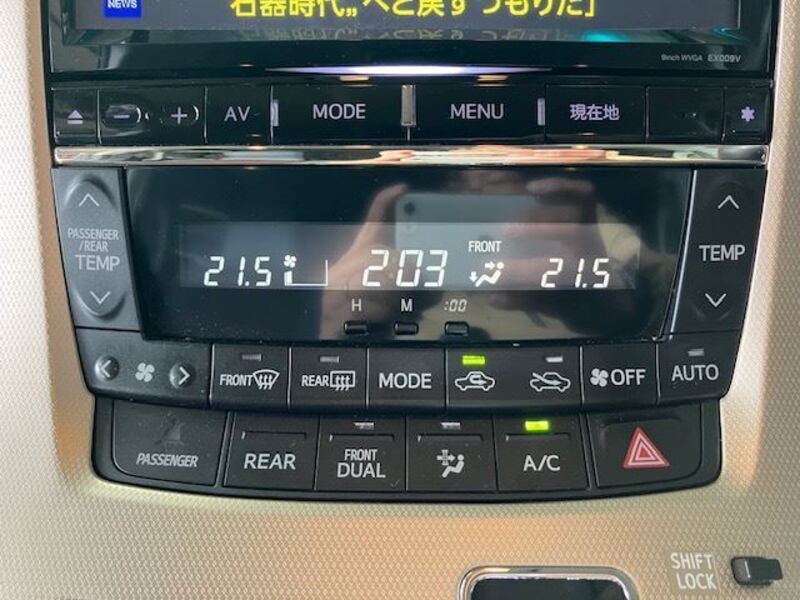 NEWS
石器時代„へと戻すつもりだ」
9inch WVGA EX009V
- + AV MODE MENU 現在地 *
PASSENGER
/REAR
TEMP
TEMP
FRONT
21.5 2:03 21.5
H M :00
FRONT REAR MODE OFF AUTO
PASSENGER REAR FRONT DUAL A/C
SHIFT
LOCK